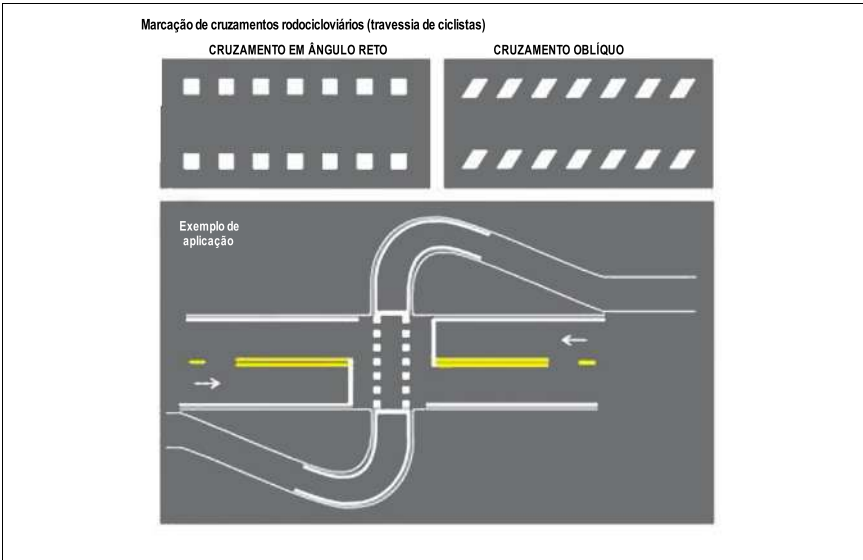 Marcação de cruzamentos rodocicloviários (travessia de ciclistas)
CRUZAMENTO EM ÂNGULO RETO
CRUZAMENTO OBLÍQUO
Exemplo de
aplicação